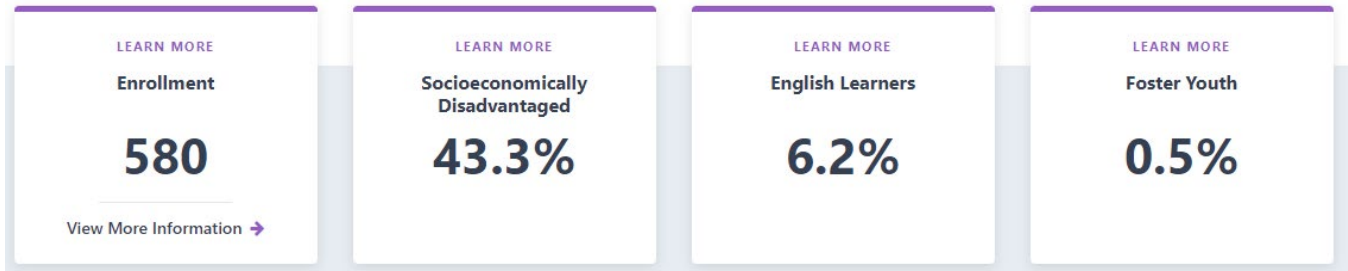 LEARN MORE
Enrollment
580
View More Information
LEARN MORE
Socioeconomically
Disadvantaged
43.3%
LEARN MORE
English Learners
6.2%
LEARN MORE
Foster Youth
0.5%